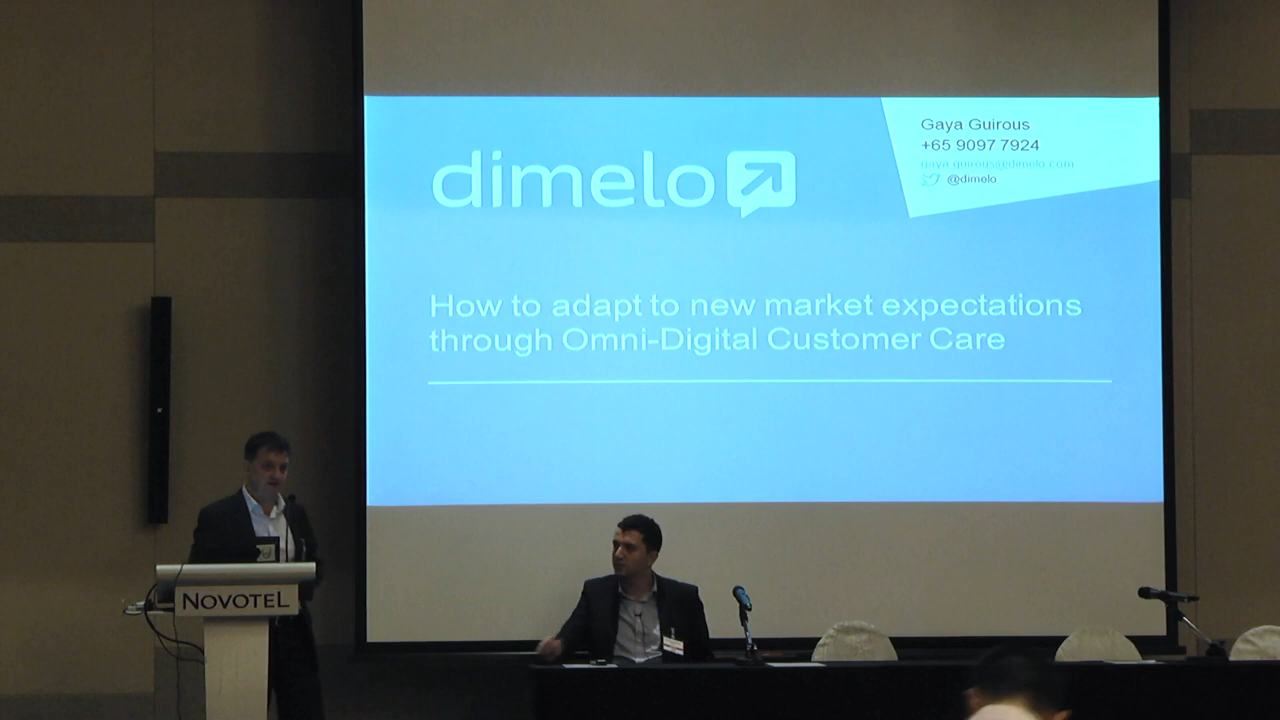 dimelo
Gaya Guirous
+65 9097 7924
gaya.guirous@dimelo.com
@dimelo
How to adapt to new market expectations
through Omni-Digital Customer Care
NOVOTEL